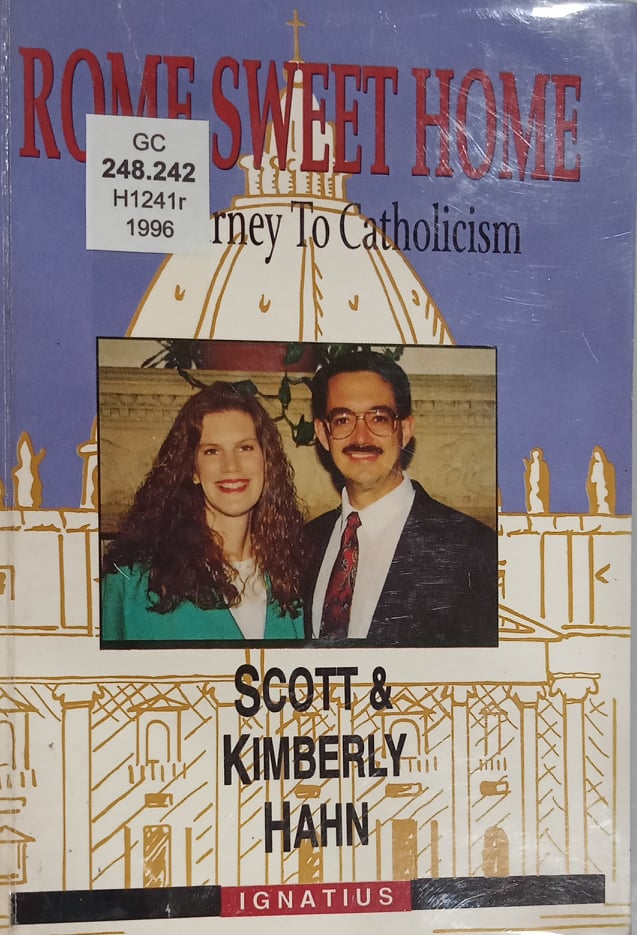 ROME SWEET HOME
GC
248.242
H1241r
1996
rney To Catholicism
SCOTT &
KIMBERLY
HAHN
IGNATIUS